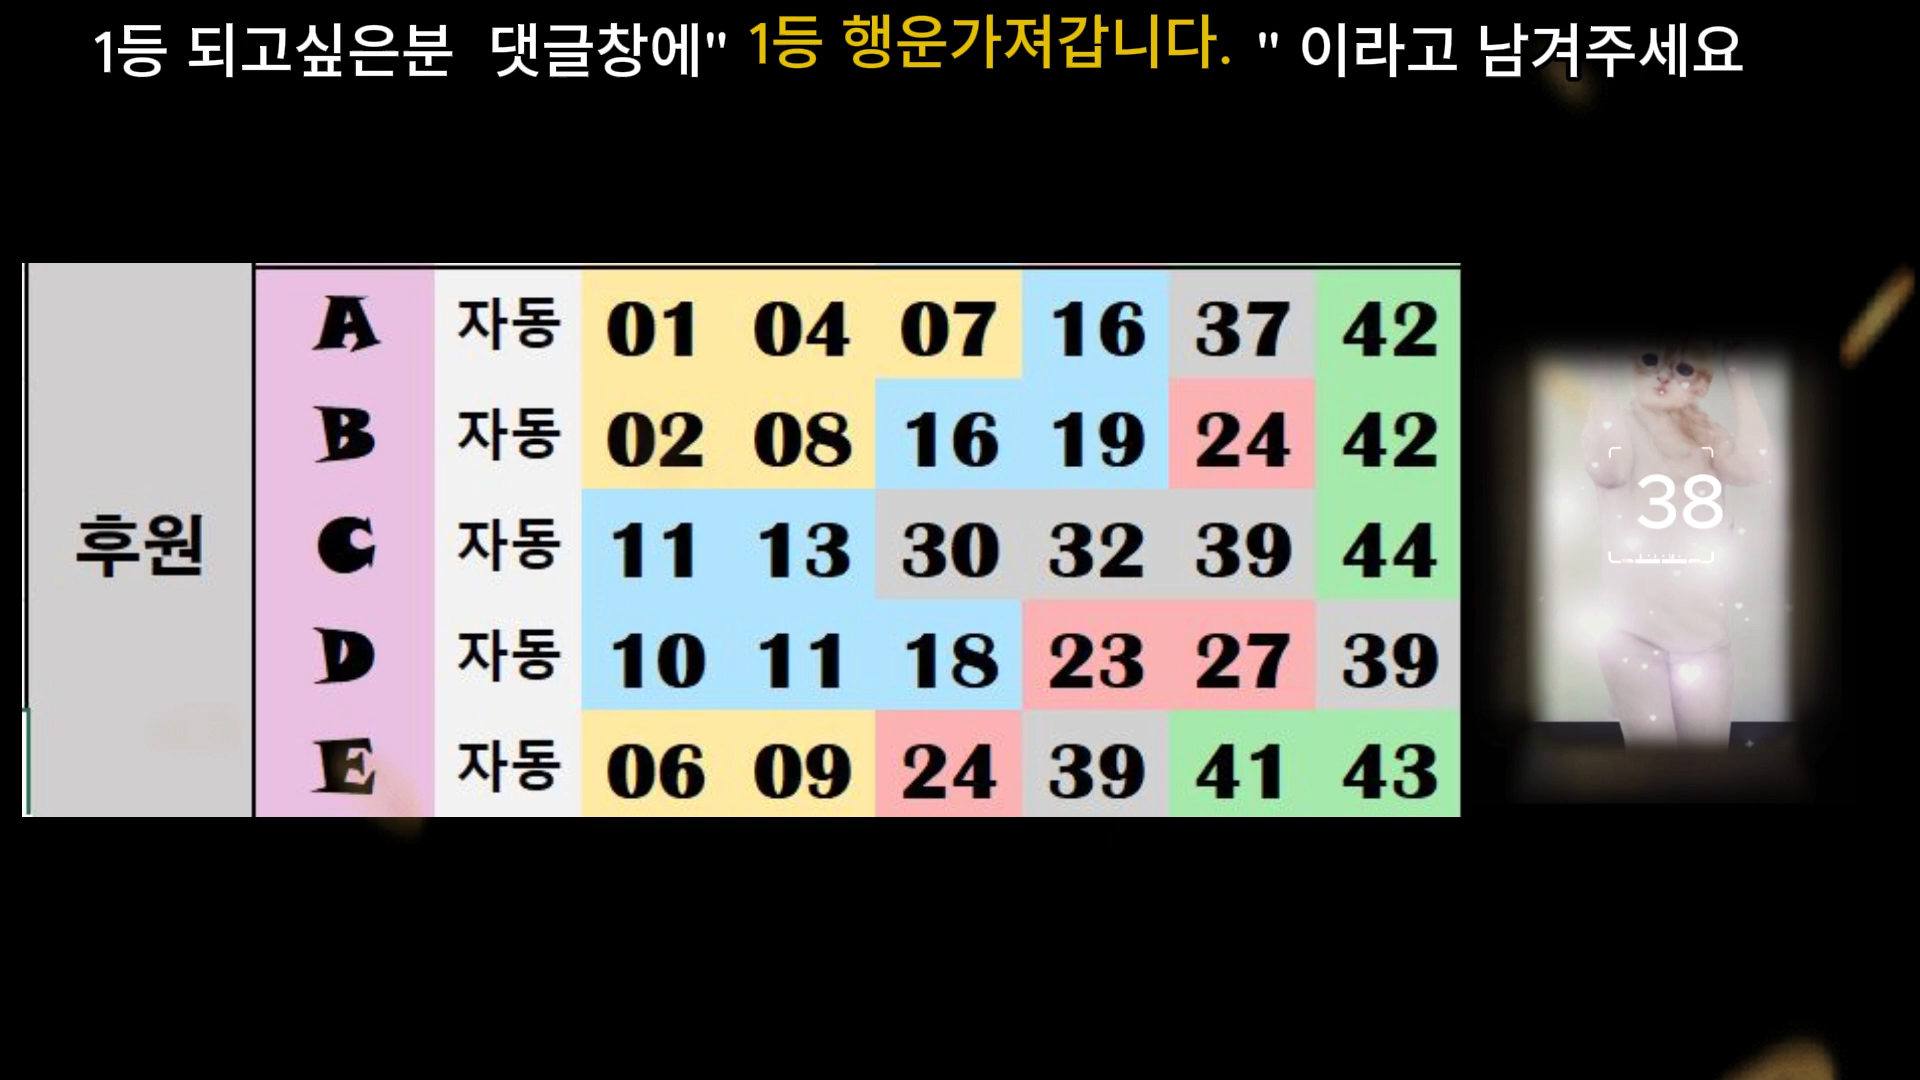 1등 되고싶은분 댓글창에" 1등 행운가져갑니다. " 이라고 남겨주세요
후원
A 자동 01 04 07 16 37 42
B 자동 02 08 16 19 24 42
C 자동 11 13 30 32 39 44
D 자동 10 11 18 23 27 39
E 자동 06 09 24 39 41 43
38